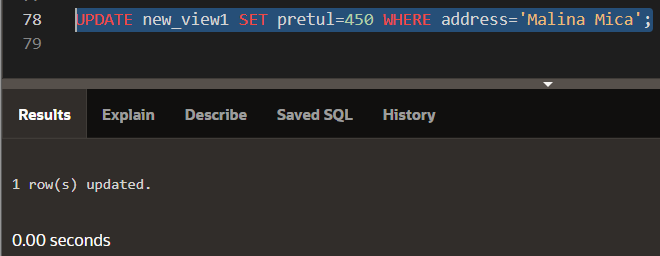 78 UPDATE new_view1 SET pretul=450 WHERE address='Malina Mica';
79
Results Explain Describe Saved SQL History
1 row(s) updated.
0.00 seconds